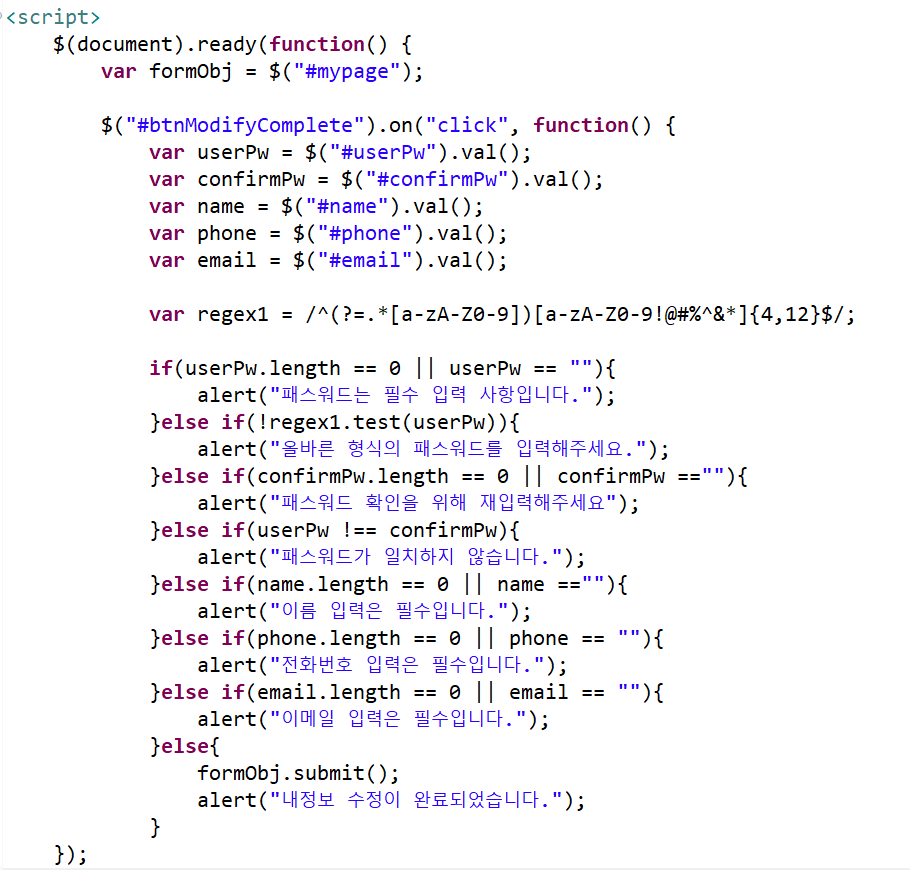 <script>
$(document).ready(function() {
var formObj = $("#mypage");
$("#btnModifyComplete").on("click", function() {
var userPw = $("#userPw").val();
var confirmPw = $("#confirmPw").val();
var name = $("#name").val();
var phone = $("#phone").val();
var email = $("#email").val();
var regex1 = /^(?=.*[a-zA-Z0-9])[a-zA-Z0-9!@#%^&*]{4,12}$/;
if(userPw.length == 0 || userPw == ""){
alert("패스워드는 필수 입력 사항입니다.");
}else if(!regex1.test(userPw)){
alert("올바른 형식의 패스워드를 입력해주세요.");
}else if(confirmPw.length == 0 || confirmPw ==""){
alert("패스워드 확인을 위해 재입력해주세요");
}else if(userPw !== confirmPw){
alert("패스워드가 일치하지 않습니다.");
}else if(name.length == 0 || name ==""){
alert("이름 입력은 필수입니다.");
}else if(phone.length == 0 || phone == ""){
alert("전화번호 입력은 필수입니다.");
}else if(email.length == 0 || email == ""){
alert("이메일 입력은 필수입니다.");
}else{
formObj.submit();
alert("내정보 수정이 완료되었습니다.");
}
});